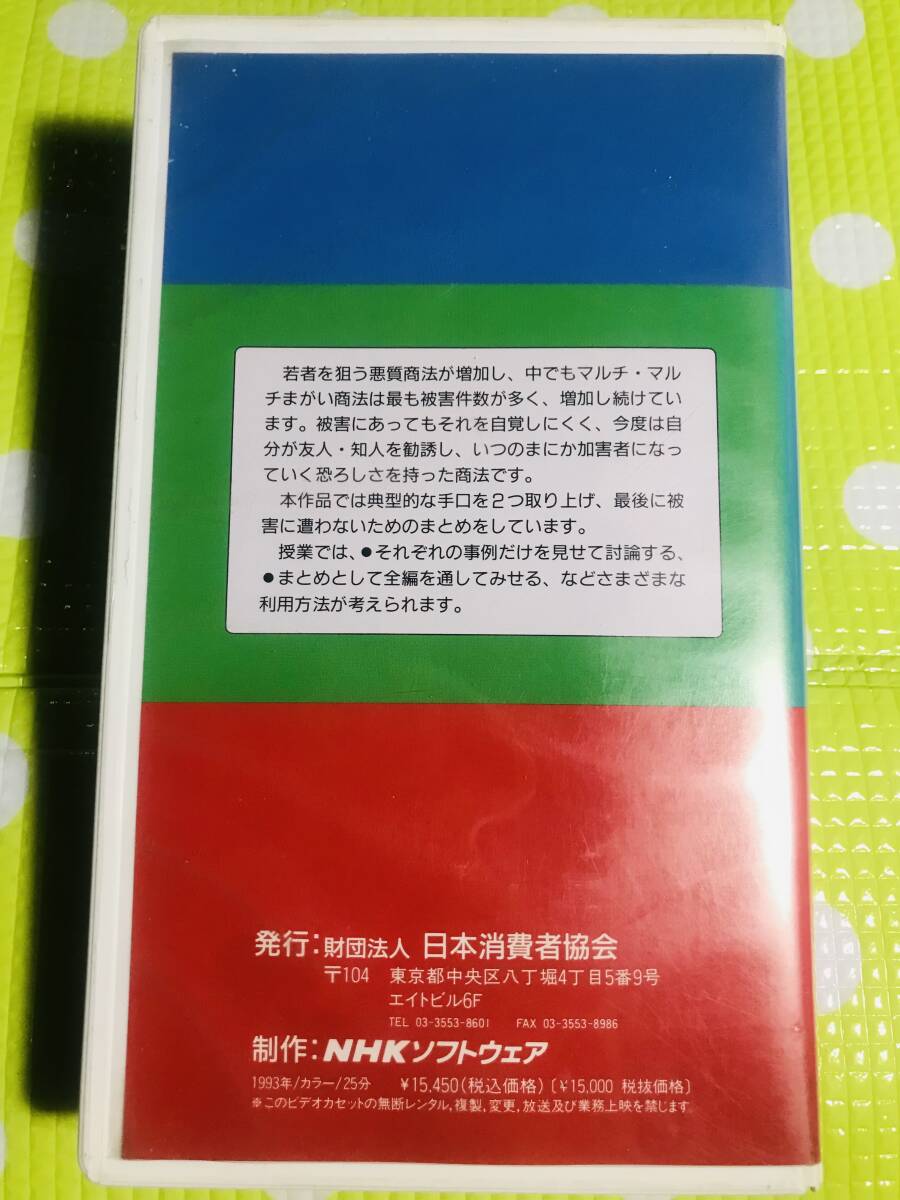 若者を狙う悪質商法が増加し、中でもマルチ・マル
チまがい商法は最も被害件数が多く、増加し続けてい
ます。被害にあってもそれを自覚しにくく、今度は自
分が友人・知人を勧誘し、いつのまにか加害者になっ
ていく恐ろしさを持った商法です。
本作品では典型的な手口を2つ取り上げ、最後に被
害に遭わないためのまとめをしています。
授業では、●それぞれの事例だけを見せて討論する、
●まとめとして全編を通してみせる、などさまざまな
利用方法が考えられます。
発行：財団法人 日本消費者協会
〒104 東京都中央区八丁堀4丁目5番9号
エイトビル6F
TEL 03-3553-8601 FAX 03-3553-8986
制作：NHKソフトウェア
1993年/カラー/25分 ¥15,450(税込価格)〔¥15,000 税抜価格〕
※このビデオカセットの無断レンタル,複製,変更,放送及び業務上映を禁じます